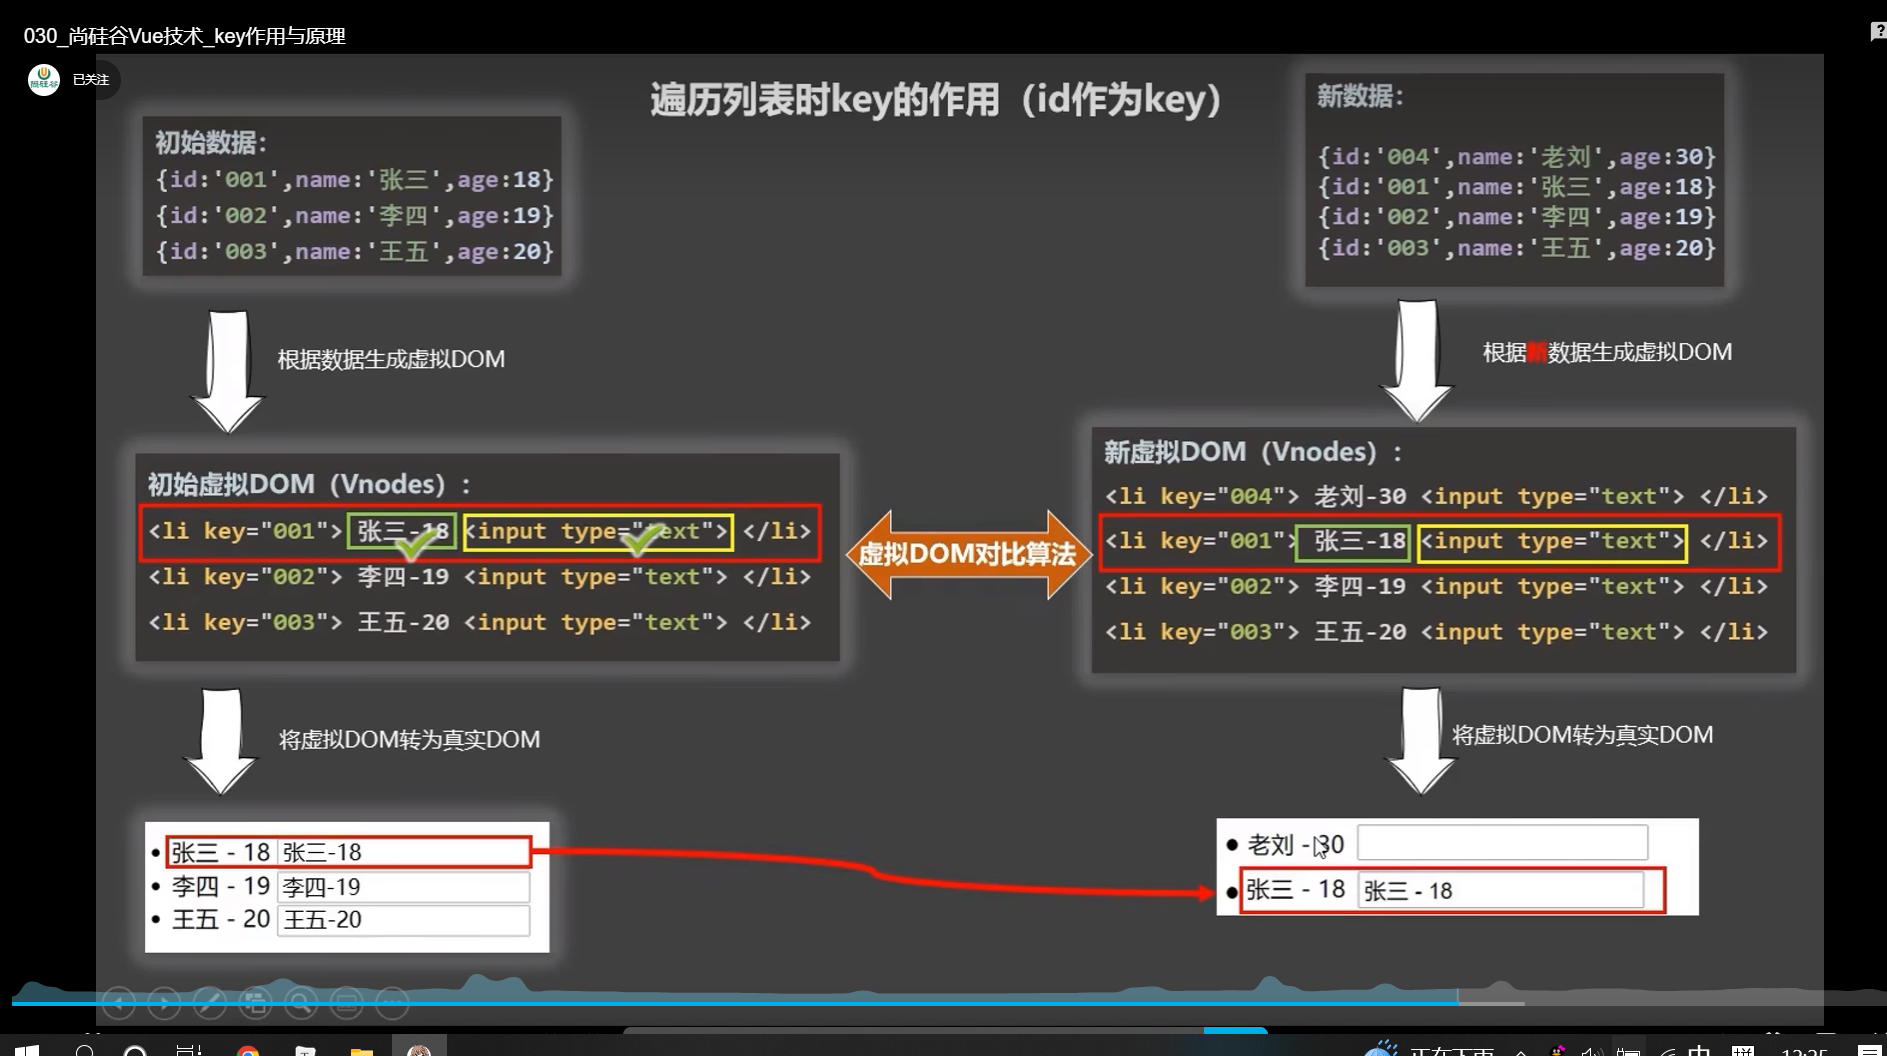 030_尚硅谷Vue技术_key作用与原理
已关注
遍历列表时key的作用（id作为key）
初始数据：
{id:'001',name:'张三',age:18}
{id:'002',name:'李四',age:19}
{id:'003',name:'王五',age:20}
新数据：
{id:'004',name:'老刘',age:30}
{id:'001',name:'张三',age:18}
{id:'002',name:'李四',age:19}
{id:'003',name:'王五',age:20}
根据数据生成虚拟DOM
根据新数据生成虚拟DOM
初始虚拟DOM（Vnodes）：
<li key="001"> 张三-18 <input type="text"> </li>
<li key="002"> 李四-19 <input type="text"> </li>
<li key="003"> 王五-20 <input type="text"> </li>
虚拟DOM对比算法
新虚拟DOM（Vnodes）：
<li key="004"> 老刘-30 <input type="text"> </li>
<li key="001"> 张三-18 <input type="text"> </li>
<li key="002"> 李四-19 <input type="text"> </li>
<li key="003"> 王五-20 <input type="text"> </li>
将虚拟DOM转为真实DOM
将虚拟DOM转为真实DOM
张三 - 18 张三-18
李四 - 19 李四-19
王五 - 20 王五-20
老刘 - 30
张三 - 18 张三 - 18